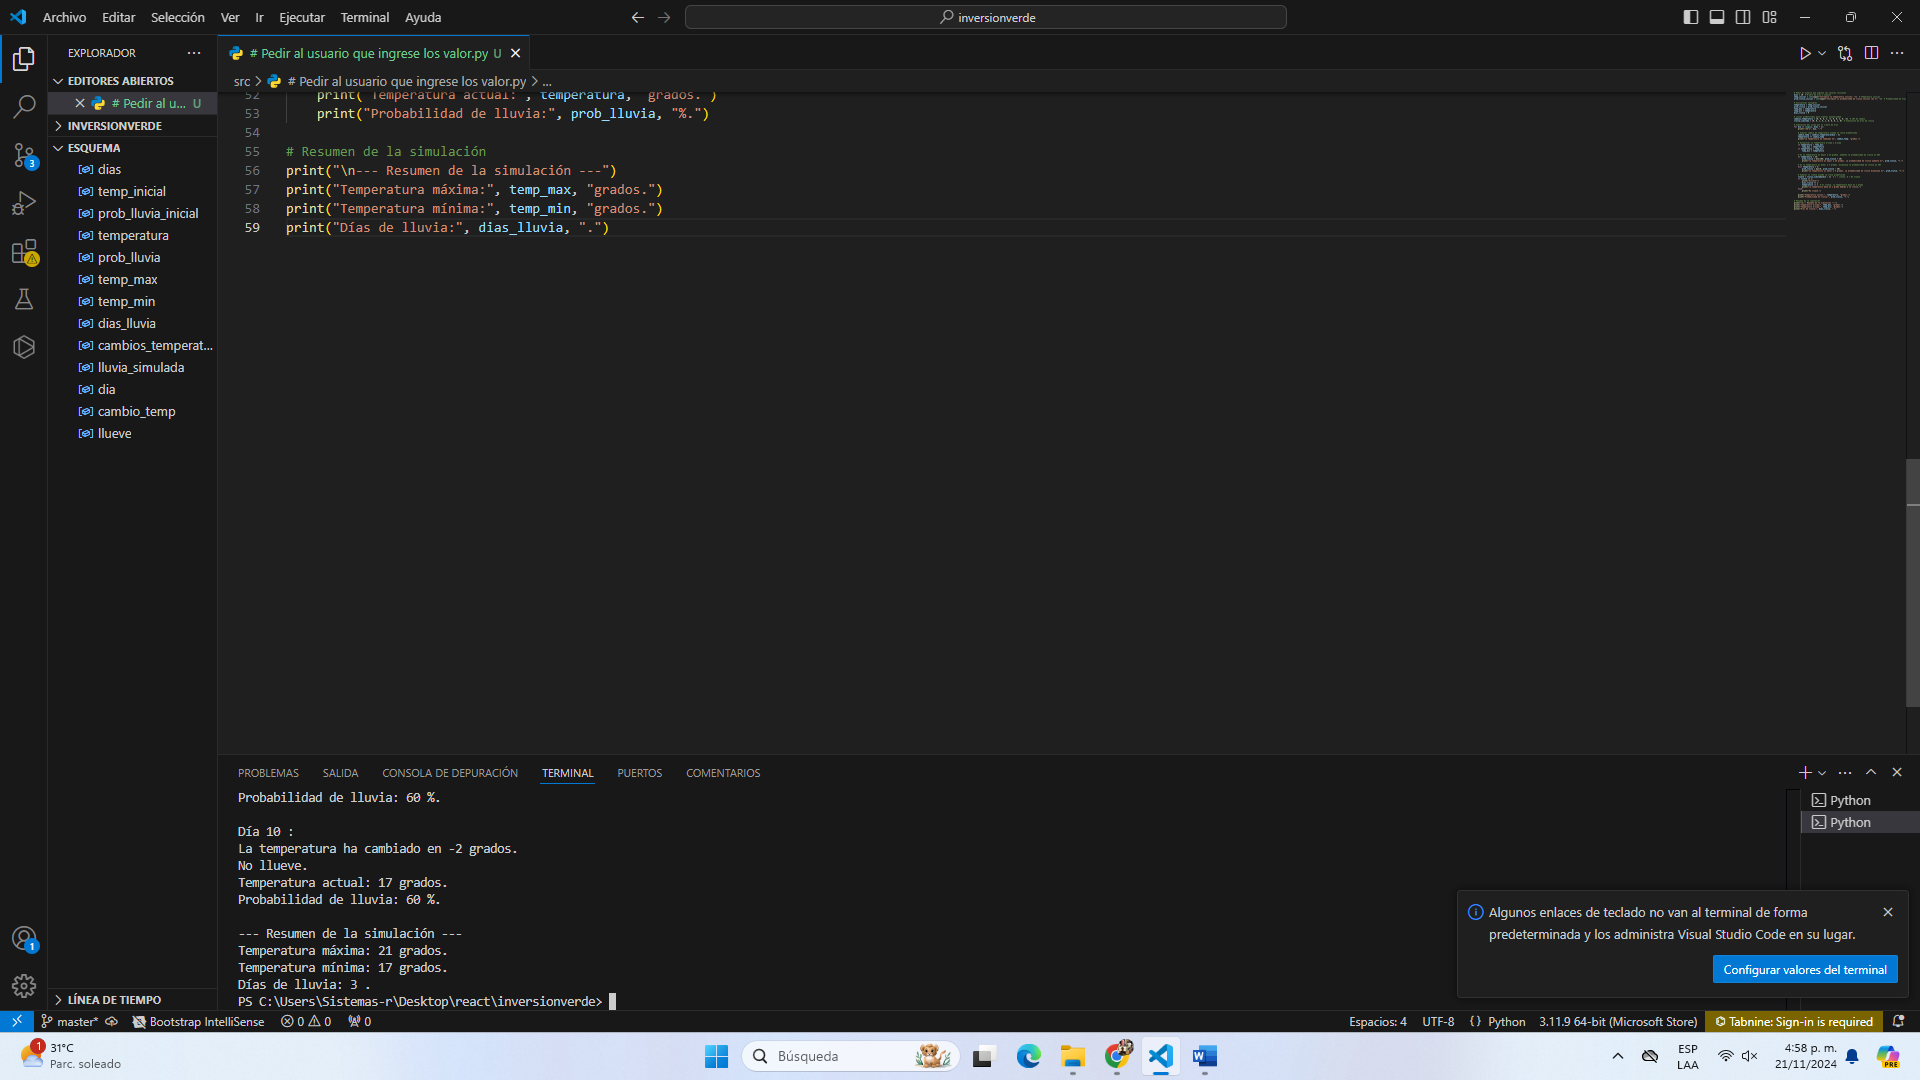 Archivo Editar Selección Ver Ir Ejecutar Terminal Ayuda
inversionverde
EXPLORADOR
EDITORES ABIERTOS
# Pedir al u... U
INVERSIONVERDE
ESQUEMA
dias
temp_inicial
prob_lluvia_inicial
temperatura
prob_lluvia
temp_max
temp_min
dias_lluvia
cambios_temperat...
lluvia_simulada
dia
cambio_temp
llueve
LÍNEA DE TIEMPO
3
1
# Pedir al usuario que ingrese los valor.py U
src > # Pedir al usuario que ingrese los valor.py > ...
52 print("Temperatura actual:", temperatura, "grados.")
53 print("Probabilidad de lluvia:", prob_lluvia, "%.")
54
55 # Resumen de la simulación
56 print("\n--- Resumen de la simulación ---")
57 print("Temperatura máxima:", temp_max, "grados.")
58 print("Temperatura mínima:", temp_min, "grados.")
59 print("Días de lluvia:", dias_lluvia, ".")
PROBLEMAS SALIDA CONSOLA DE DEPURACIÓN TERMINAL PUERTOS COMENTARIOS
Probabilidad de lluvia: 60 %.
Día 10 :
La temperatura ha cambiado en -2 grados.
No llueve.
Temperatura actual: 17 grados.
Probabilidad de lluvia: 60 %.
--- Resumen de la simulación ---
Temperatura máxima: 21 grados.
Temperatura mínima: 17 grados.
Días de lluvia: 3 .
PS C:\Users\Sistemas-r\Desktop\react\inversionverde>
Python
Python
Algunos enlaces de teclado no van al terminal de forma
predeterminada y los administra Visual Studio Code en su lugar.
Configurar valores del terminal
master* Bootstrap IntelliSense 0 0 0
Espacios: 4 UTF-8 Python 3.11.9 64-bit (Microsoft Store) Tabnine: Sign-in is required
1
31°C
Parc. soleado
Búsqueda
ESP
LAA
4:58 p. m.
21/11/2024
PRE